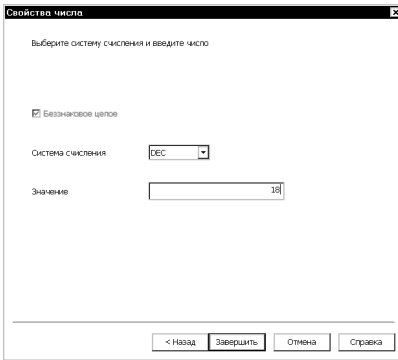 Свойства числа
Выберите систему счисления и введите число
Беззнаковое целое
Система счисления DEC
Значение 18
< Назад Завершить Отмена Справка